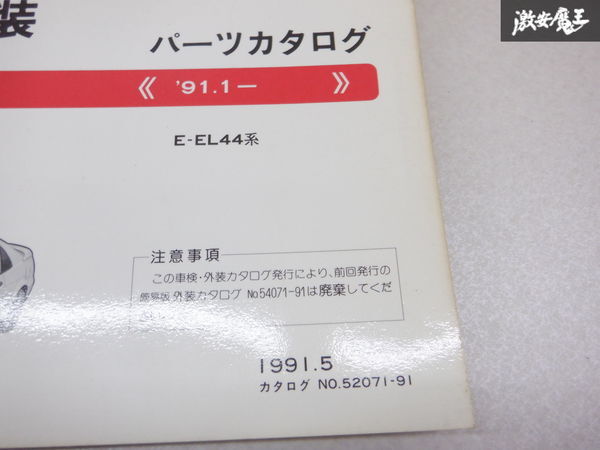 激安魔王
装
パーツカタログ
《 '91.1ー 》
E-EL44系
注意事項
この車検・外装カタログ発行により、前回発行の
簡易版外装カタログ No54071-91は廃棄してくだ
1991.5
カタログ NO.52071-91